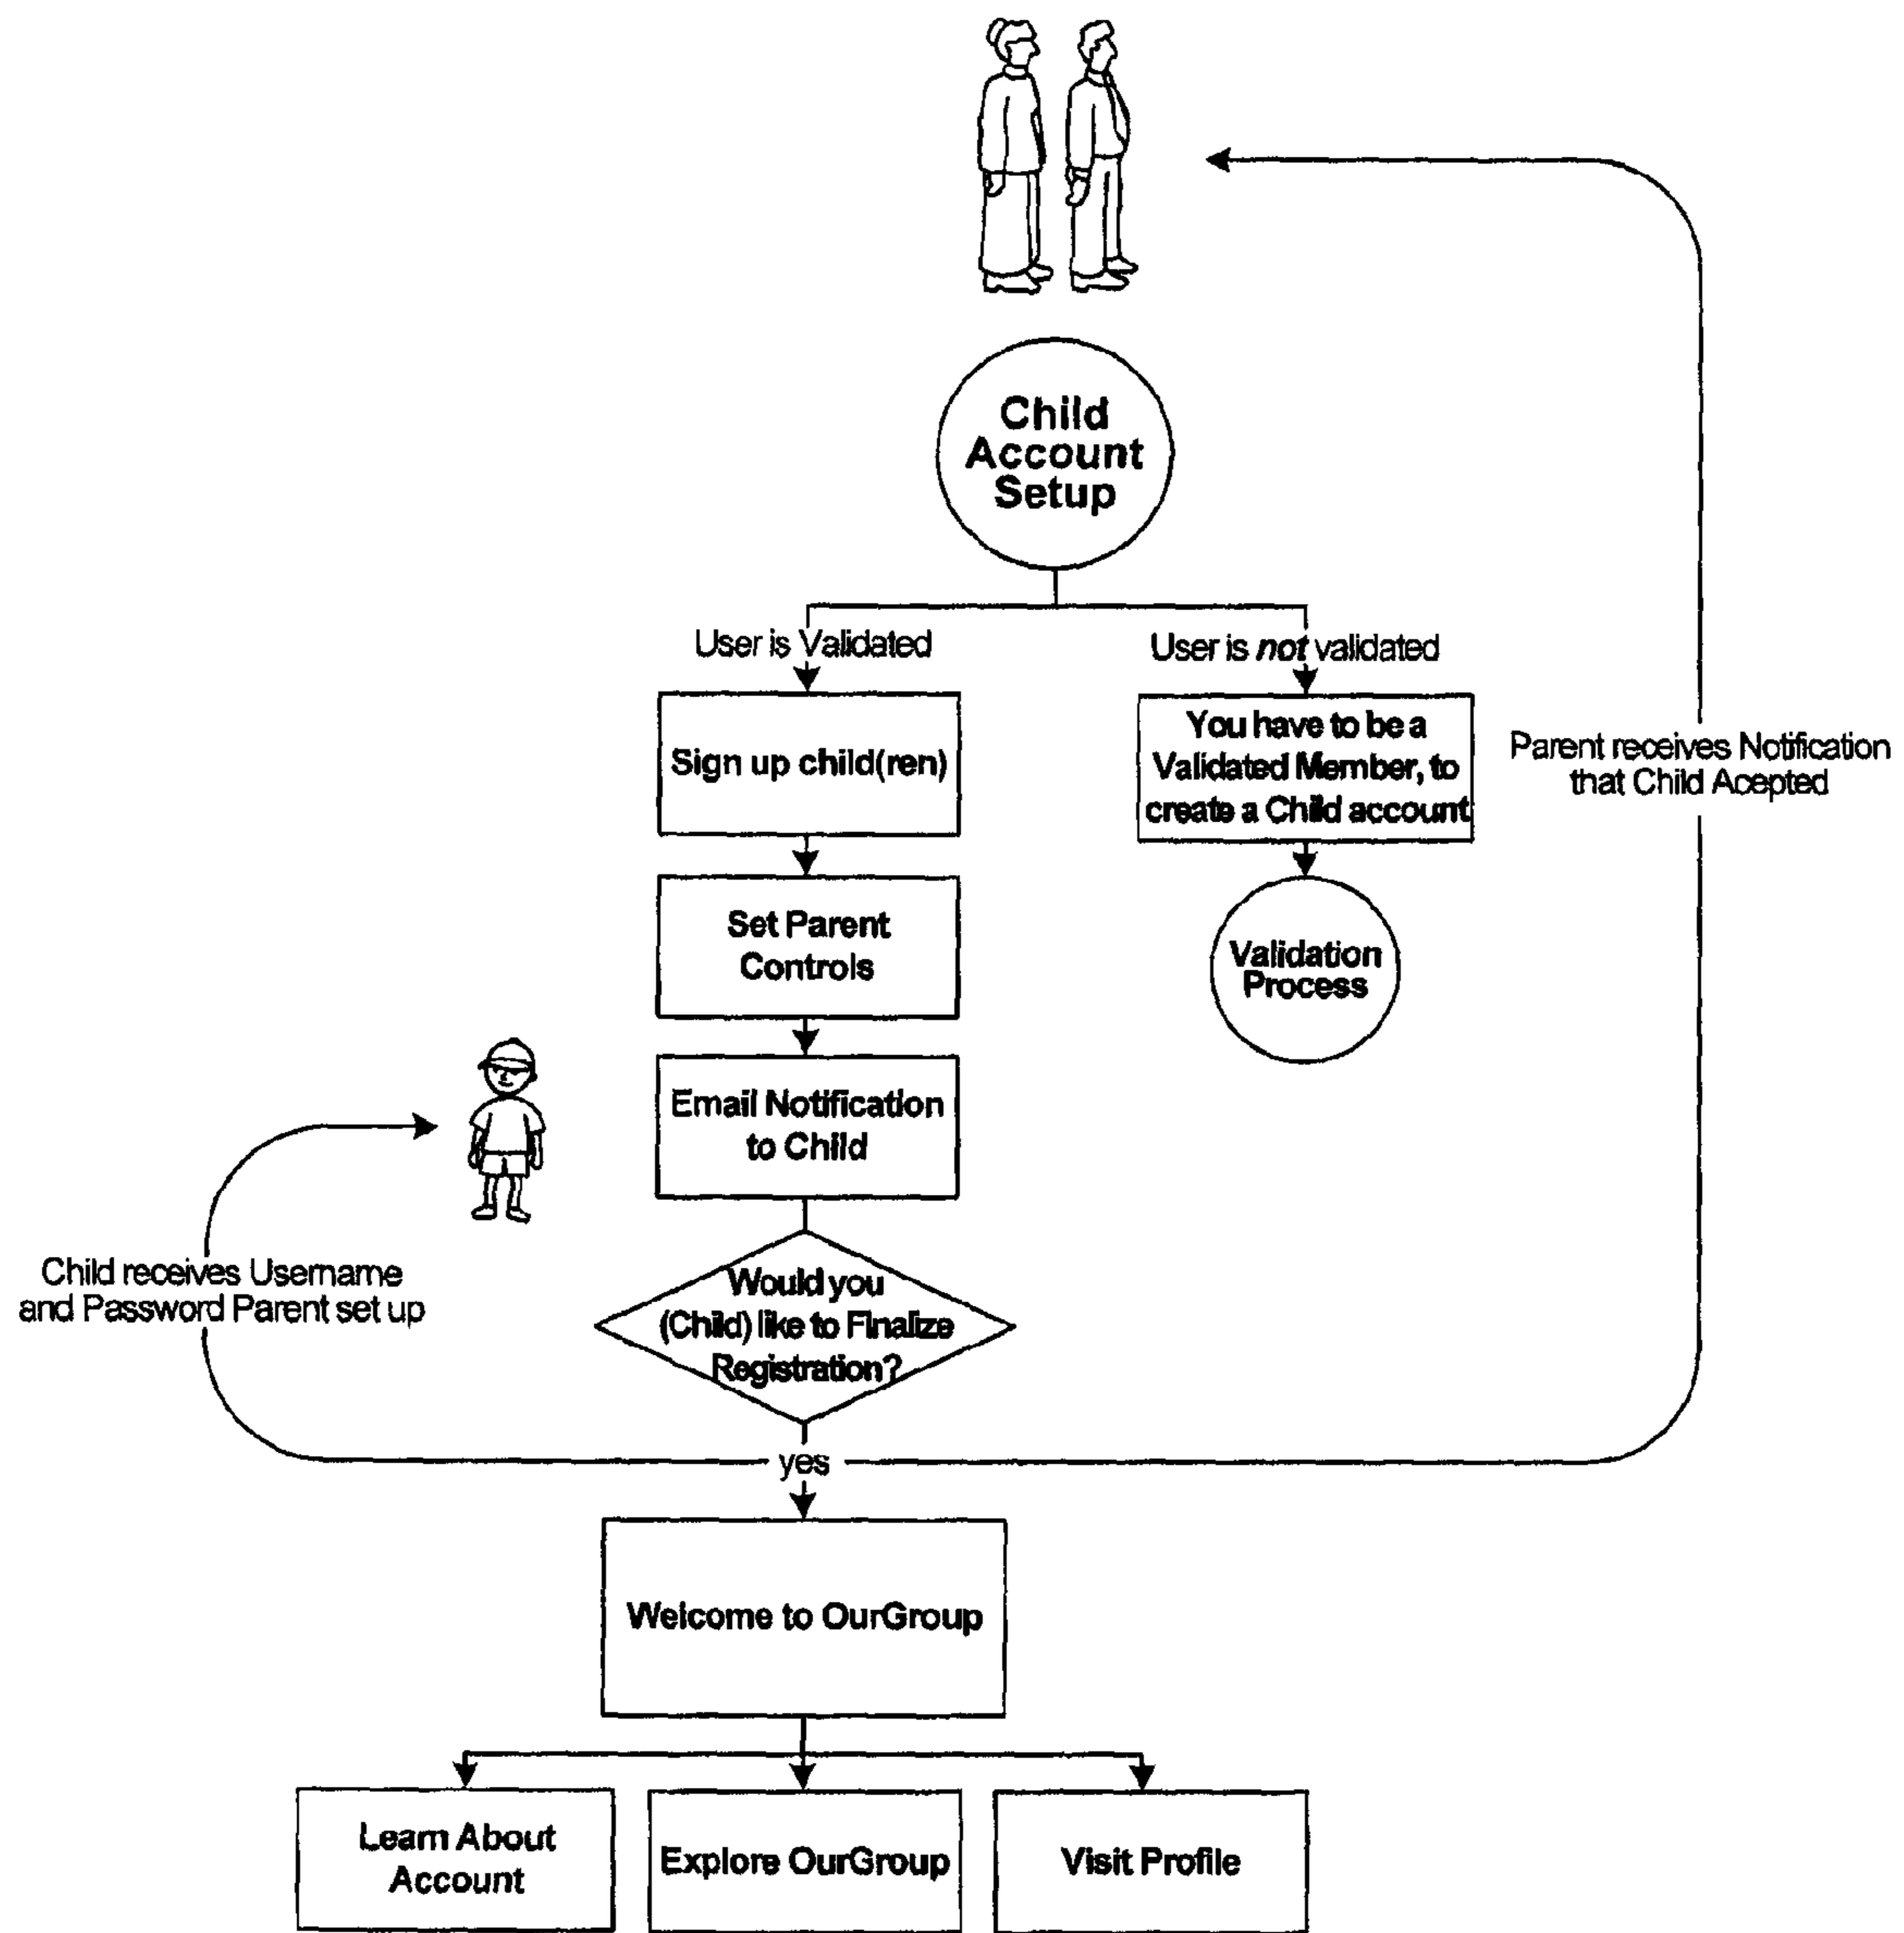 Child
Account
Setup
User is Validated
User is not validated
Sign up child(ren)
You have to be a
Validated Member, to
create a Child account
Parent receives Notification
that Child Acepted
Set Parent
Controls
Validation
Process
Email Notification
to Child
Child receives Username
and Password Parent set up
Would you
(Child) like to Finalize
Registration?
yes
Welcome to OurGroup
Learn About
Account
Explore OurGroup
Visit Profile